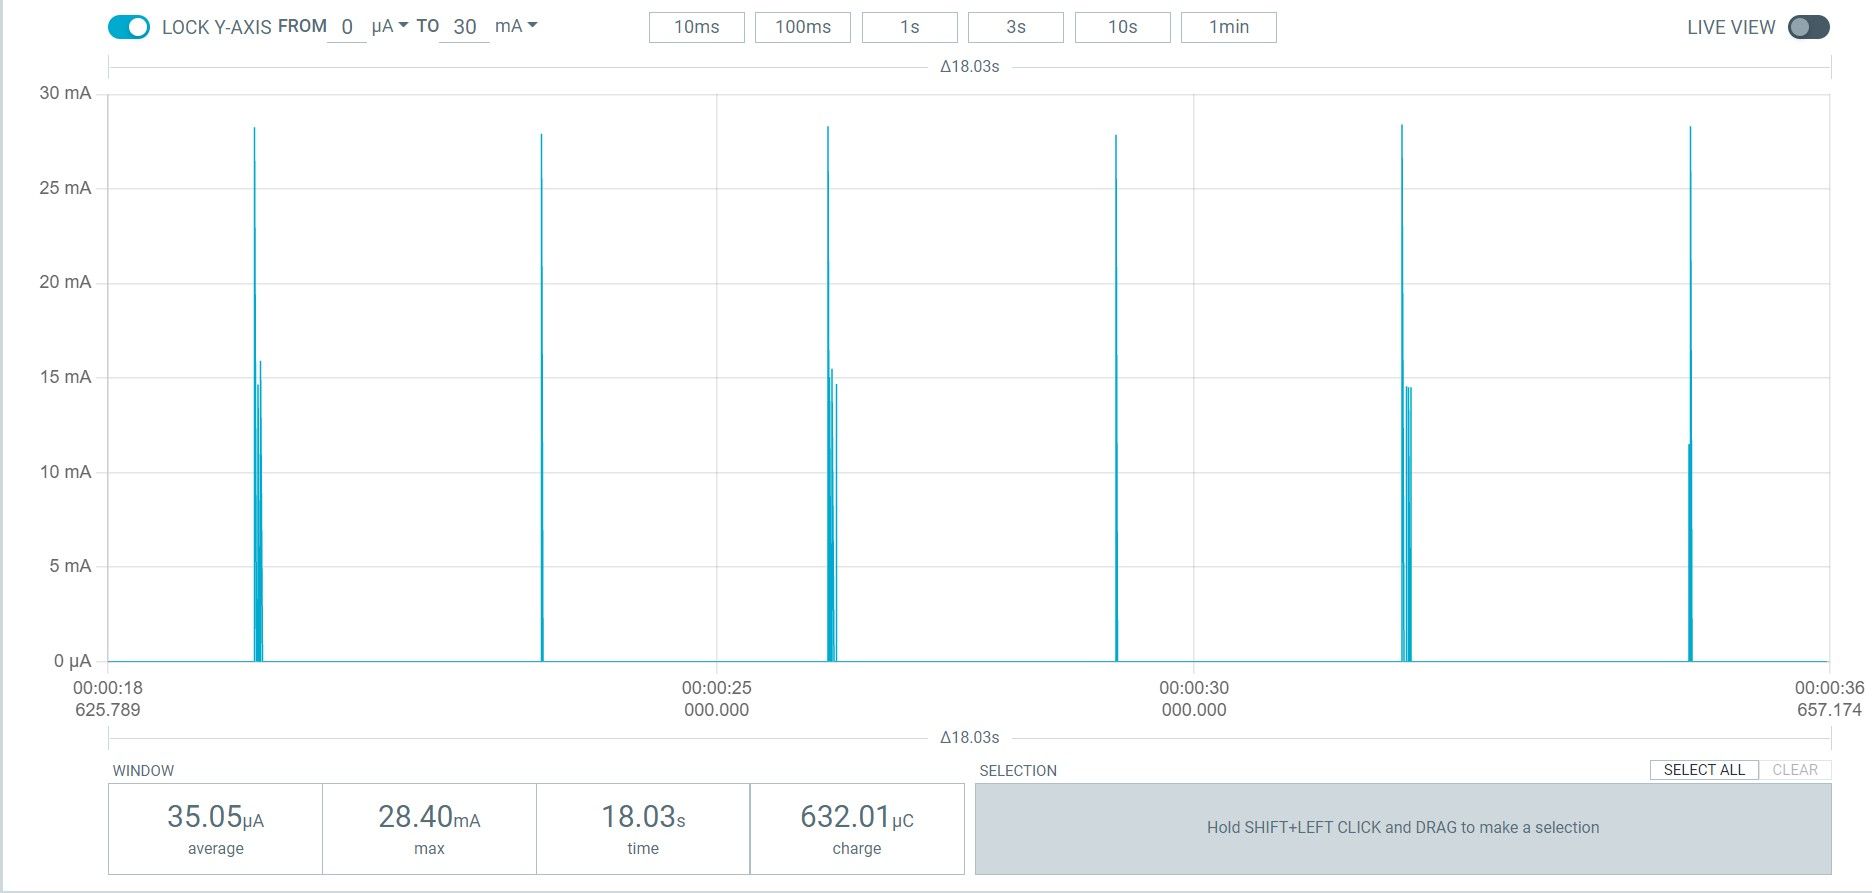 LOCK Y-AXIS FROM 0 µA TO 30 mA 10ms 100ms 1s 3s 10s 1min LIVE VIEW
Δ18.03s
30 mA
25 mA
20 mA
15 mA
10 mA
5 mA
0 µA
00:00:18 00:00:25 00:00:30 00:00:36
625.789 000.000 000.000 657.174
Δ18.03s
WINDOW SELECTION SELECT ALL CLEAR
35.05µA 28.40mA 18.03s 632.01µC
average max time charge
Hold SHIFT+LEFT CLICK and DRAG to make a selection